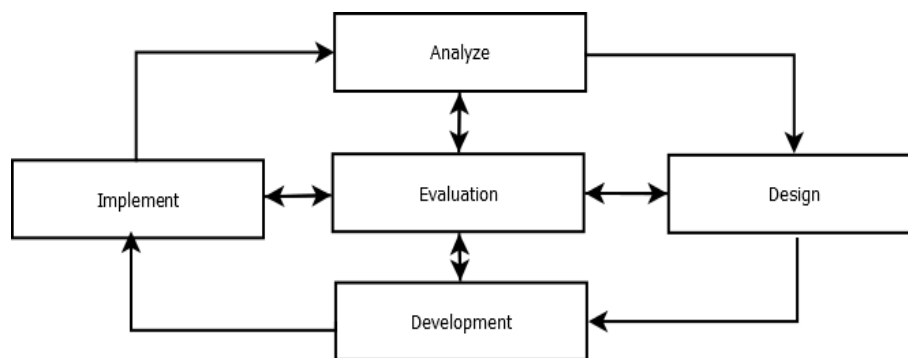 Analyze
Implement
Evaluation
Design
Development